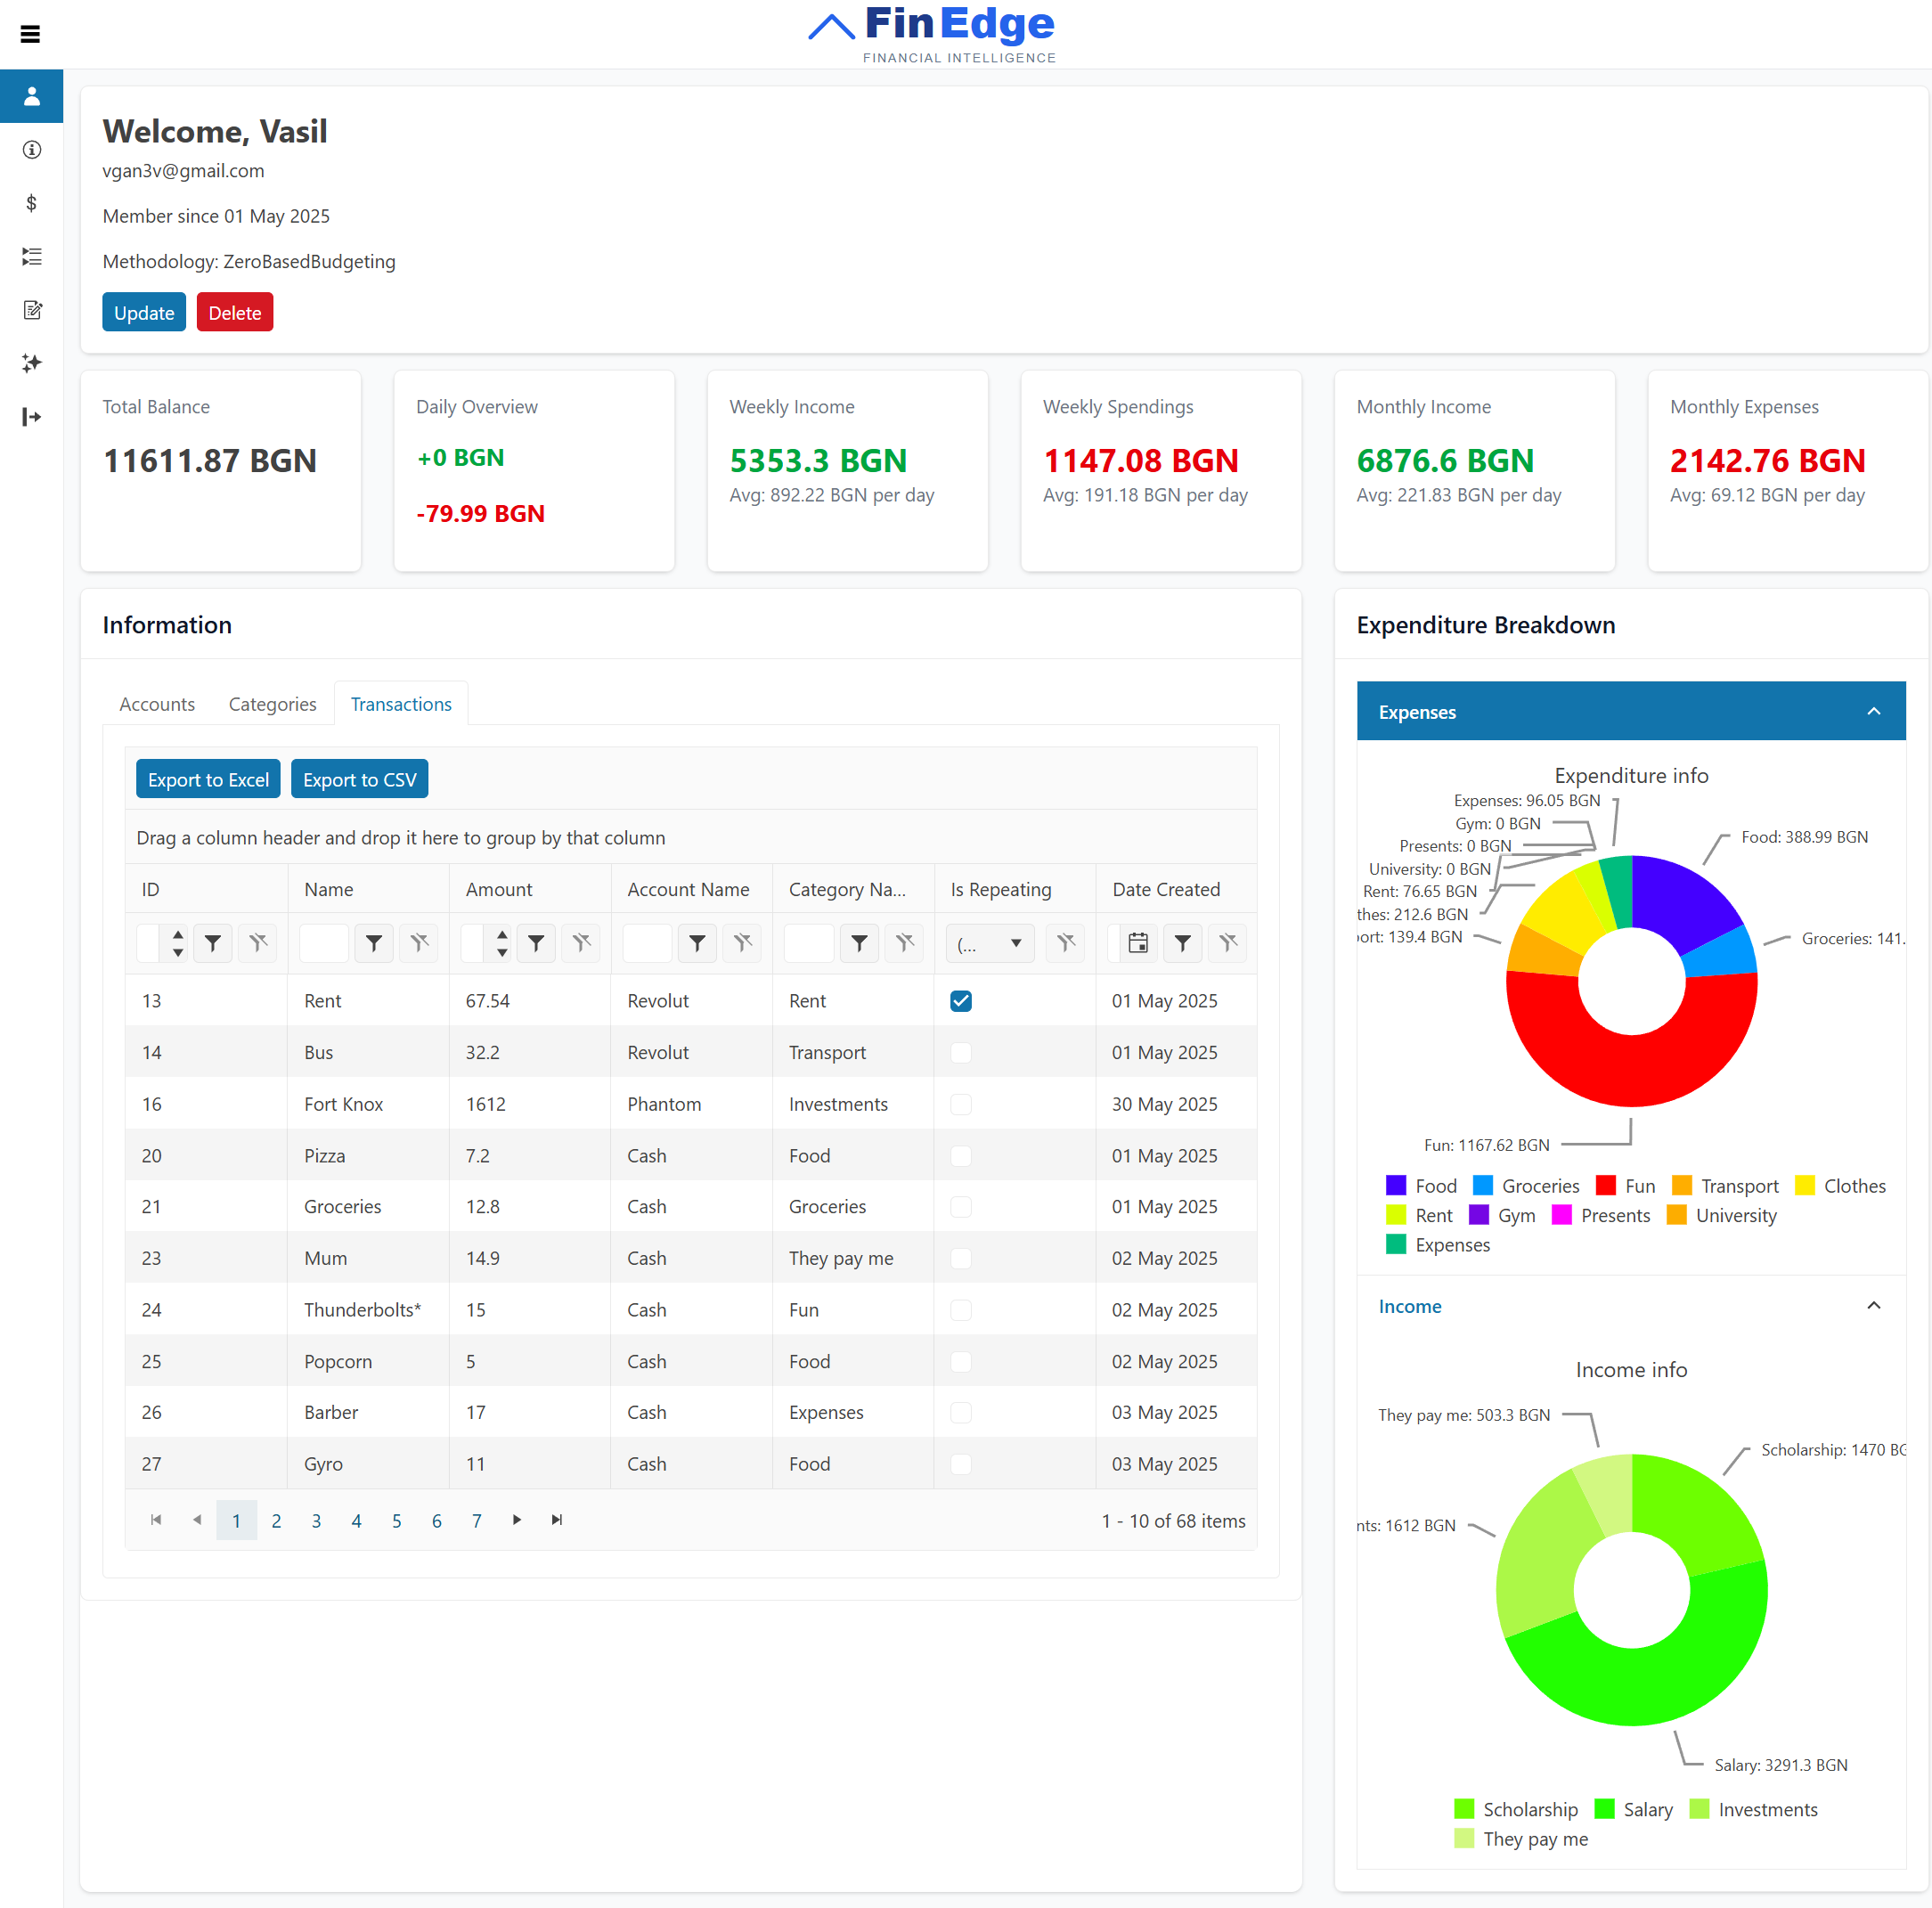 FinEdge
FINANCIAL INTELLIGENCE
Welcome, Vasil
vgan3v@gmail.com
Member since 01 May 2025
Methodology: ZeroBasedBudgeting
Update Delete
Total Balance
11611.87 BGN
Daily Overview
+0 BGN
-79.99 BGN
Weekly Income
5353.3 BGN
Avg: 892.22 BGN per day
Weekly Spendings
1147.08 BGN
Avg: 191.18 BGN per day
Monthly Income
6876.6 BGN
Avg: 221.83 BGN per day
Monthly Expenses
2142.76 BGN
Avg: 69.12 BGN per day
Information
Accounts Categories Transactions
Export to Excel Export to CSV
Drag a column header and drop it here to group by that column
ID Name Amount Account Name Category Na... Is Repeating Date Created
(...
13 Rent 67.54 Revolut Rent 01 May 2025
14 Bus 32.2 Revolut Transport 01 May 2025
16 Fort Knox 1612 Phantom Investments 30 May 2025
20 Pizza 7.2 Cash Food 01 May 2025
21 Groceries 12.8 Cash Groceries 01 May 2025
23 Mum 14.9 Cash They pay me 02 May 2025
24 Thunderbolts* 15 Cash Fun 02 May 2025
25 Popcorn 5 Cash Food 02 May 2025
26 Barber 17 Cash Expenses 03 May 2025
27 Gyro 11 Cash Food 03 May 2025
1 2 3 4 5 6 7 1 - 10 of 68 items
Expenditure Breakdown
Expenses
Expenditure info
Expenses: 96.05 BGN
Gym: 0 BGN
Food: 388.99 BGN
Presents: 0 BGN
University: 0 BGN
Rent: 76.65 BGN
thes: 212.6 BGN
ort: 139.4 BGN
Groceries: 141.
Fun: 1167.62 BGN
Food Groceries Fun Transport Clothes
Rent Gym Presents University
Expenses
Income
Income info
They pay me: 503.3 BGN
Scholarship: 1470 BG
nts: 1612 BGN
Salary: 3291.3 BGN
Scholarship Salary Investments
They pay me